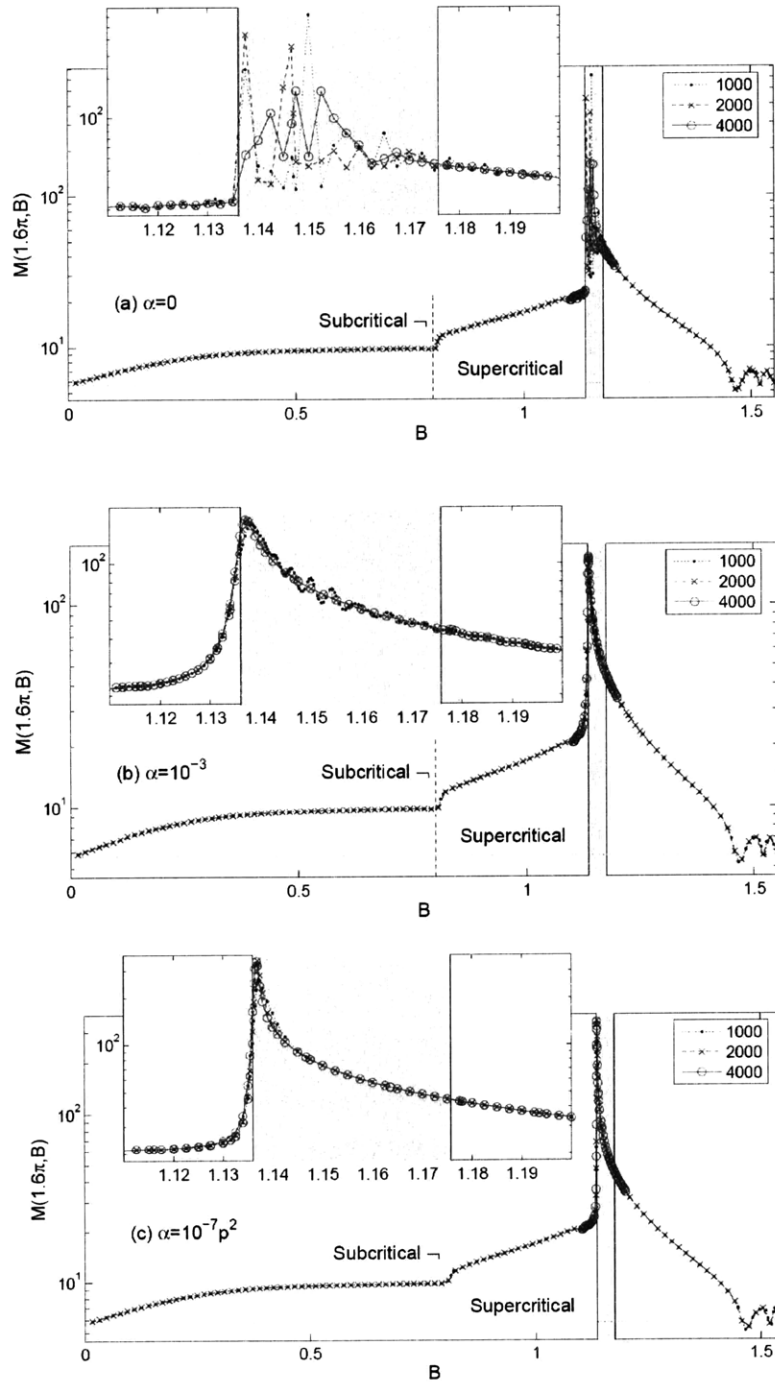 10²
1.12 1.13 1.14 1.15 1.16 1.17 1.18 1.19
M(1.6π,B)
10²
10¹
1000
2000
4000
(a) α=0
Subcritical ¬
Supercritical
0 0.5 1 1.5
B
10²
1.12 1.13 1.14 1.15 1.16 1.17 1.18 1.19
M(1.6π,B)
10²
10¹
1000
2000
4000
(b) α=10⁻³
Subcritical ¬
Supercritical
0 0.5 1 1.5
B
10²
1.12 1.13 1.14 1.15 1.16 1.17 1.18 1.19
M(1.6π,B)
10²
10¹
1000
2000
4000
(c) α=10⁻⁷p²
Subcritical ¬
Supercritical
0 0.5 1 1.5
B